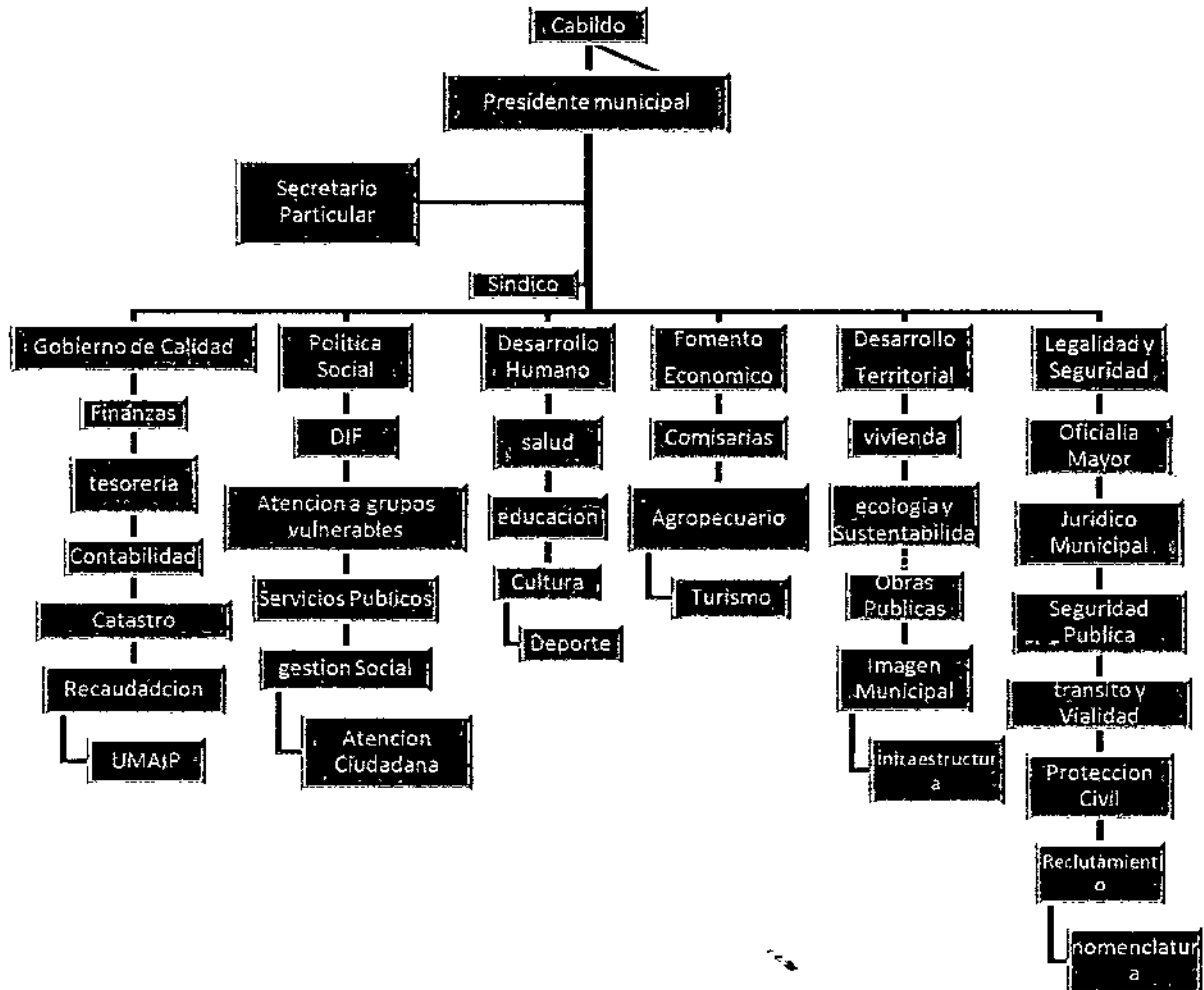 Cabildo
Presidente municipal
Secretario
Particular
Sindico
Gobierno de Calidad
Finanzas
tesoreria
Contabilidad
Catastro
Recaudadcion
UMAIP
Politica
Social
DIF
Atencion a grupos
vulnerables
Servicios Publicos
gestion Social
Atencion
Ciudadana
Desarrollo
Humano
salud
educación
Cultura
Deporte
Fomento
Economico
Comisarias
Agropecuario
Turismo
Desarrollo
Territorial
vivienda
ecologia y
Sustentabilida
Obras
Publicas
Imagen
Municipal
infraestructur
a
Legalidad y
Seguridad
Oficialia
Mayor
Juridico
Municipal
Seguridad
Publica
transito y
Vialidad
Proteccion
Civil
Reclutamient
o
nomenclatur
a